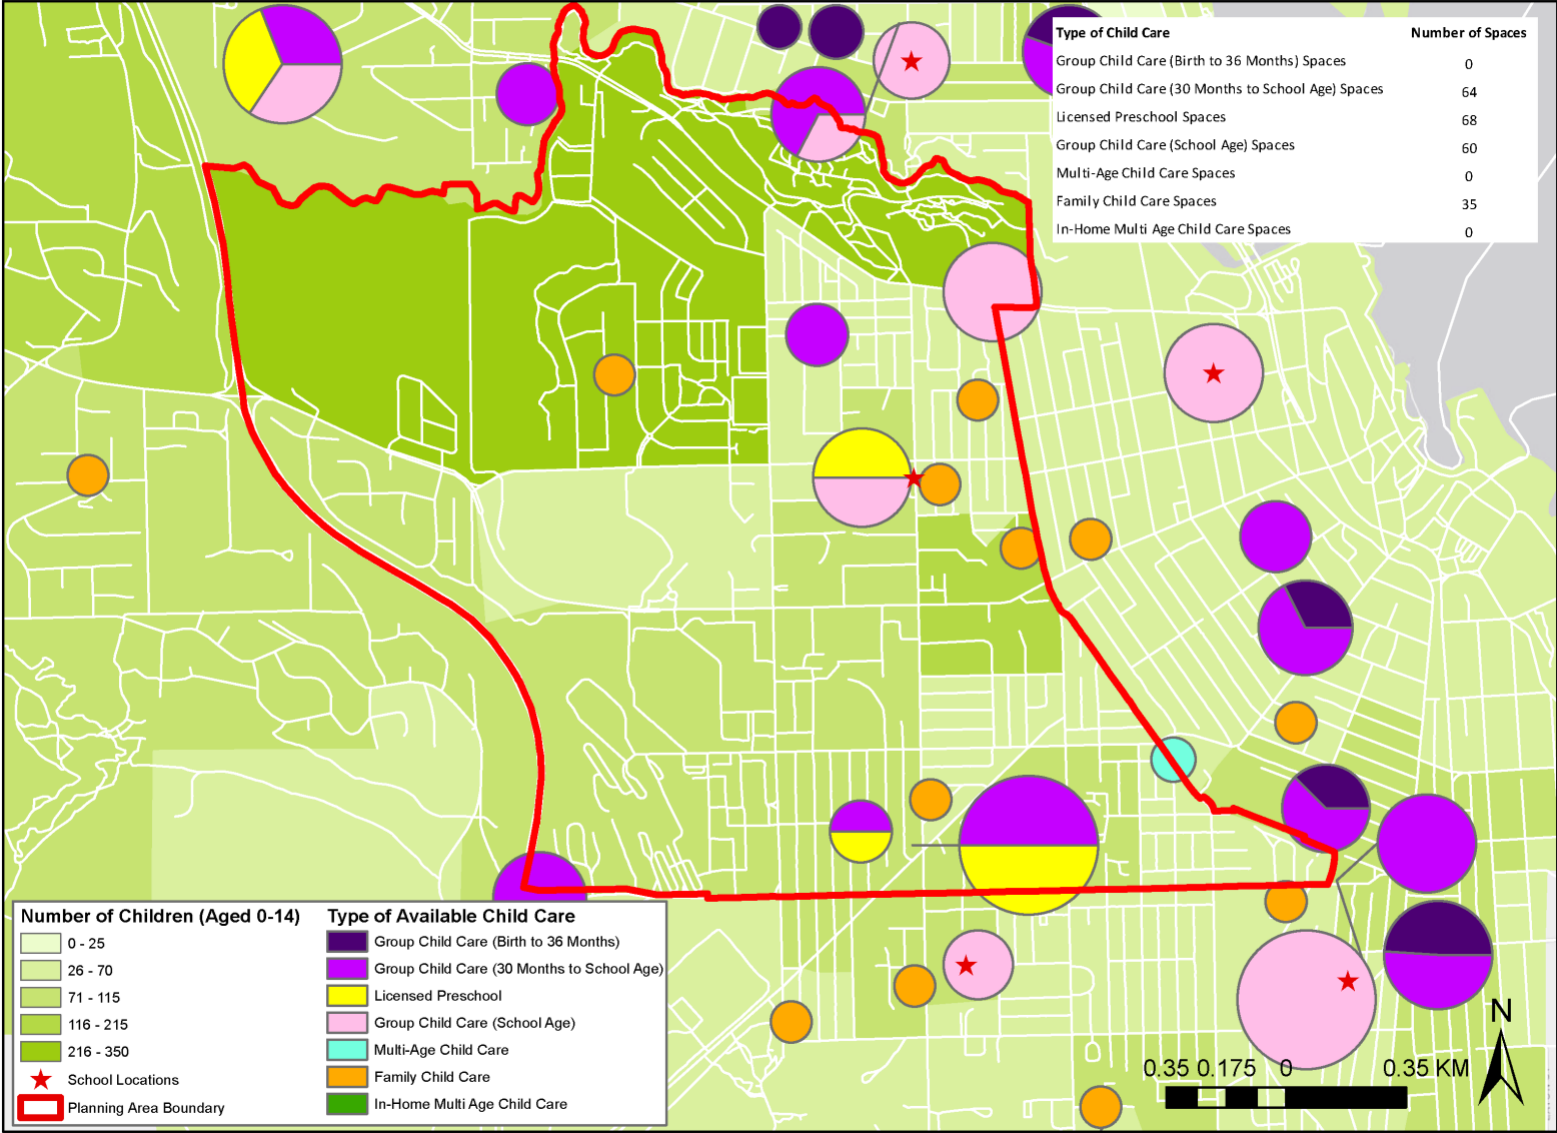 Type of Child Care Number of Spaces
Group Child Care (Birth to 36 Months) Spaces 0
Group Child Care (30 Months to School Age) Spaces 64
Licensed Preschool Spaces 68
Group Child Care (School Age) Spaces 60
Multi-Age Child Care Spaces 0
Family Child Care Spaces 35
In-Home Multi Age Child Care Spaces 0
Number of Children (Aged 0-14)
0 - 25
26 - 70
71 - 115
116 - 215
216 - 350
School Locations
Planning Area Boundary
Type of Available Child Care
Group Child Care (Birth to 36 Months)
Group Child Care (30 Months to School Age)
Licensed Preschool
Group Child Care (School Age)
Multi-Age Child Care
Family Child Care
In-Home Multi Age Child Care
N
0.35 0.175 0 0.35 KM